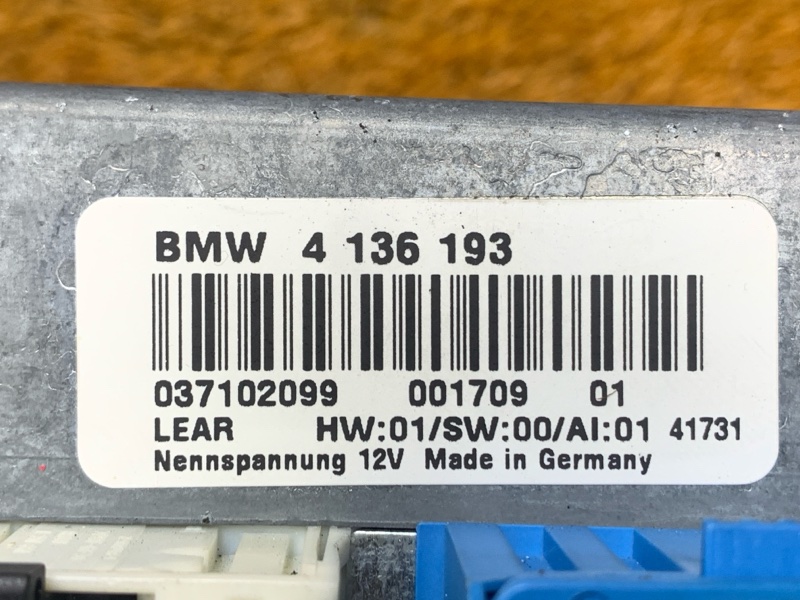 BMW 4 136 193
037102099 001709 01
LEAR HW:01/SW:00/AI:01 41731
Nennspannung 12V Made in Germany